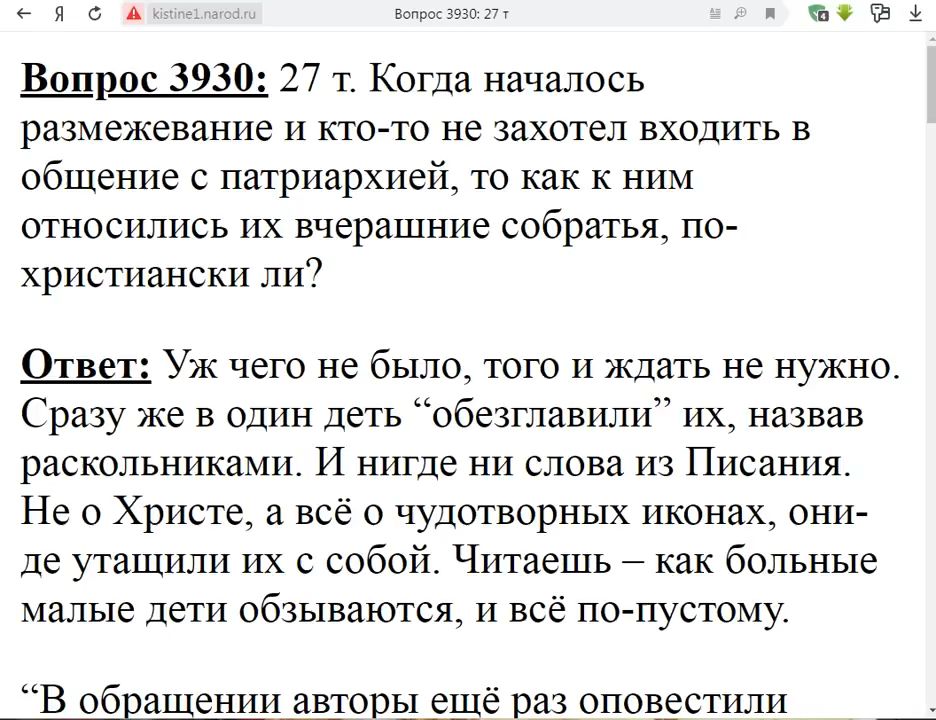 Я kistine1.narod.ru Вопрос 3930: 27 т 4
Вопрос 3930: 27 т. Когда началось
размежевание и кто-то не захотел входить в
общение с патриархией, то как к ним
относились их вчерашние собратья, по-
христиански ли?
Ответ: Уж чего не было, того и ждать не нужно.
Сразу же в один деть “обезглавили” их, назвав
раскольниками. И нигде ни слова из Писания.
Не о Христе, а всё о чудотворных иконах, они-
де утащили их с собой. Читаешь – как больные
малые дети обзываются, и всё по-пустому.
“В обращении авторы ещё раз оповестили